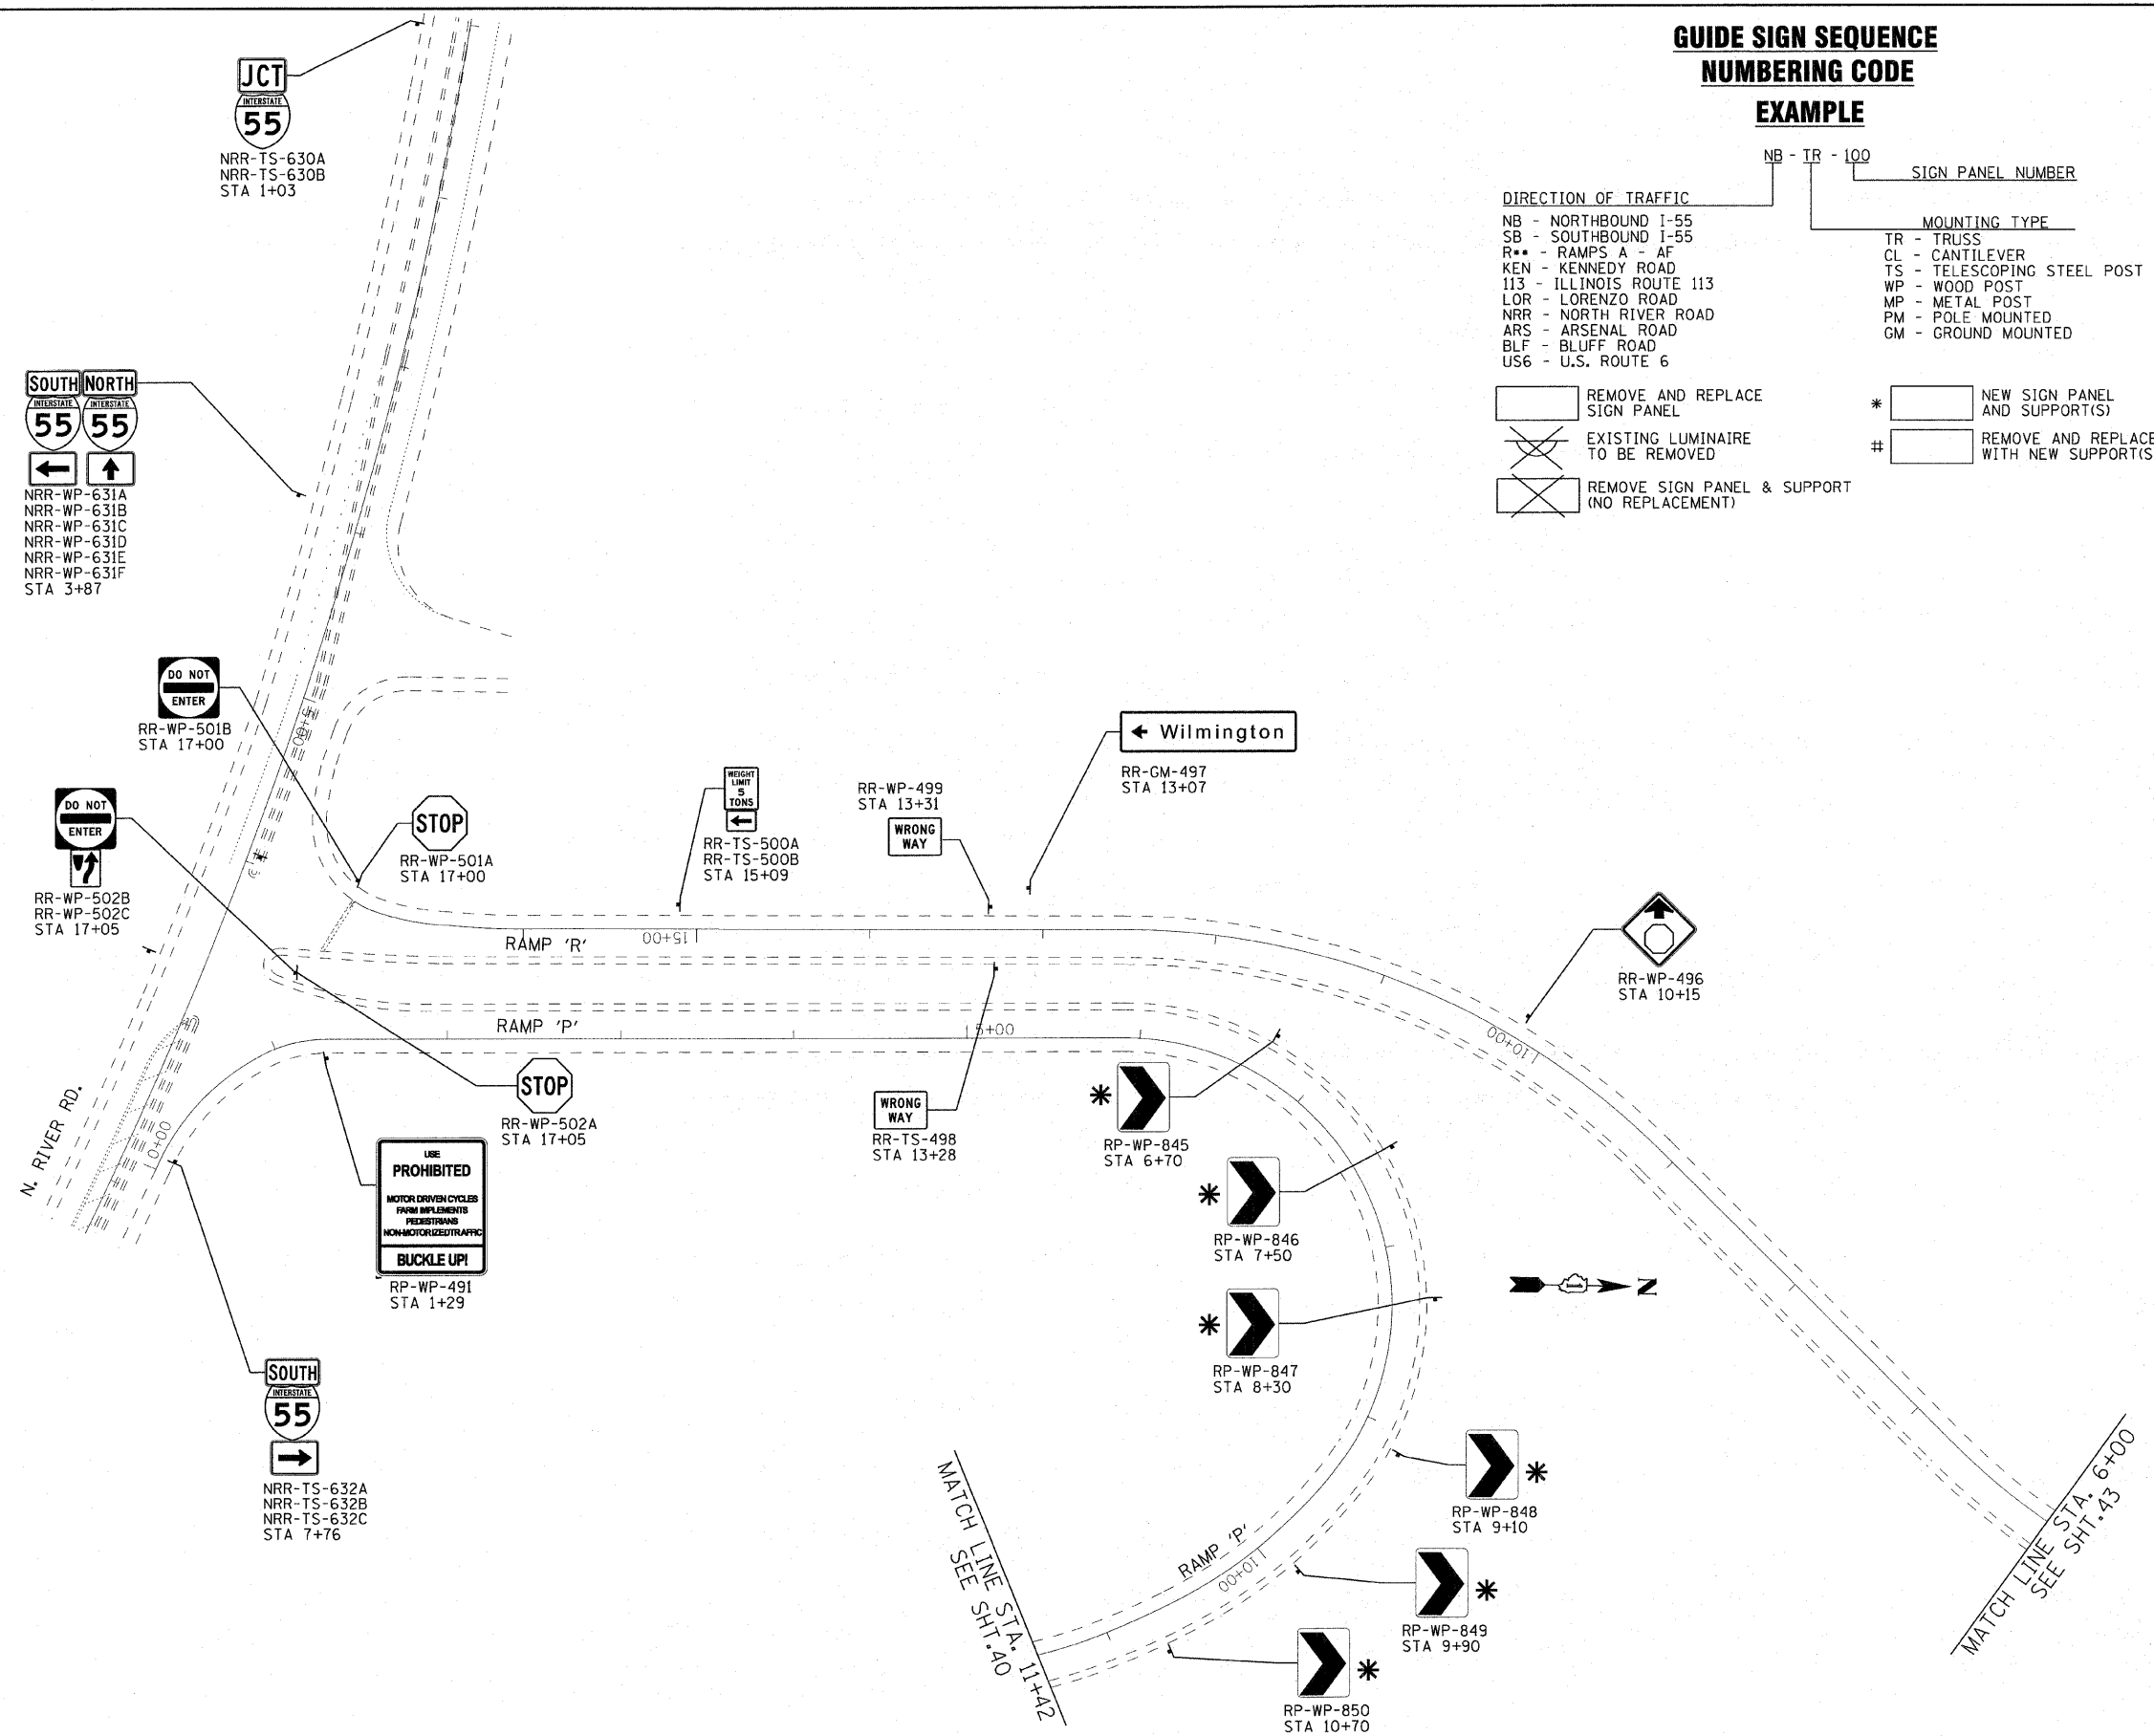 GUIDE SIGN SEQUENCE
NUMBERING CODE
EXAMPLE
NB - TR - 100
SIGN PANEL NUMBER
DIRECTION OF TRAFFIC
NB - NORTHBOUND I-55
SB - SOUTHBOUND I-55
R** - RAMPS A - AF
KEN - KENNEDY ROAD
113 - ILLINOIS ROUTE 113
LOR - LORENZO ROAD
NRR - NORTH RIVER ROAD
ARS - ARSENAL ROAD
BLF - BLUFF ROAD
US6 - U.S. ROUTE 6
MOUNTING TYPE
TR - TRUSS
CL - CANTILEVER
TS - TELESCOPING STEEL POST
WP - WOOD POST
MP - METAL POST
PM - POLE MOUNTED
GM - GROUND MOUNTED
REMOVE AND REPLACE
SIGN PANEL
EXISTING LUMINAIRE
TO BE REMOVED
REMOVE SIGN PANEL & SUPPORT
(NO REPLACEMENT)
* NEW SIGN PANEL
AND SUPPORT(S)
# REMOVE AND REPLACE
WITH NEW SUPPORT(S
JCT
INTERSTATE
55
NRR-TS-630A
NRR-TS-630B
STA 1+03
SOUTH NORTH
INTERSTATE INTERSTATE
55 55
NRR-WP-631A
NRR-WP-631B
NRR-WP-631C
NRR-WP-631D
NRR-WP-631E
NRR-WP-631F
STA 3+87
DO NOT
ENTER
RR-WP-501B
STA 17+00
5+00
DO NOT
ENTER
RR-WP-502B
RR-WP-502C
STA 17+05
STOP
RR-WP-501A
STA 17+00
WEIGHT
LIMIT
5
TONS
RR-TS-500A
RR-TS-500B
STA 15+09
RR-WP-499
STA 13+31
WRONG
WAY
← Wilmington
RR-GM-497
STA 13+07
RR-WP-496
STA 10+15
RAMP 'R'
15+00
10+00
RAMP 'P'
5+00
N. RIVER RD.
0+00
STOP
RR-WP-502A
STA 17+05
WRONG
WAY
RR-TS-498
STA 13+28
USE
PROHIBITED
MOTOR DRIVEN CYCLES
FARM IMPLEMENTS
PEDESTRIANS
NON-MOTORIZED TRAFFIC
BUCKLE UP!
RP-WP-491
STA 1+29
SOUTH
INTERSTATE
55
NRR-TS-632A
NRR-TS-632B
NRR-TS-632C
STA 7+76
*
RP-WP-845
STA 6+70
*
RP-WP-846
STA 7+50
*
RP-WP-847
STA 8+30
N
*
RP-WP-848
STA 9+10
*
RP-WP-849
STA 9+90
*
RP-WP-850
STA 10+70
RAMP 'P'
10+00
MATCH LINE STA. 11+42
SEE SHT.40
MATCH LINE STA. 6+00
SEE SHT.43